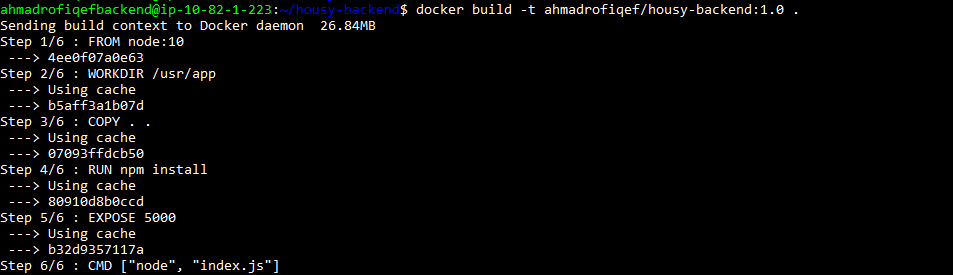 ahmadrofiqefbackend@ip-10-82-1-223:~/housy-backend$ docker build -t ahmadrofiqef/housy-backend:1.0 .
Sending build context to Docker daemon  26.84MB
Step 1/6 : FROM node:10
 ---> 4ee0f07a0e63
Step 2/6 : WORKDIR /usr/app
 ---> Using cache
 ---> b5aff3a1b07d
Step 3/6 : COPY . .
 ---> Using cache
 ---> 07093ffdcb50
Step 4/6 : RUN npm install
 ---> Using cache
 ---> 80910d8b0ccd
Step 5/6 : EXPOSE 5000
 ---> Using cache
 ---> b32d9357117a
Step 6/6 : CMD ["node", "index.js"]